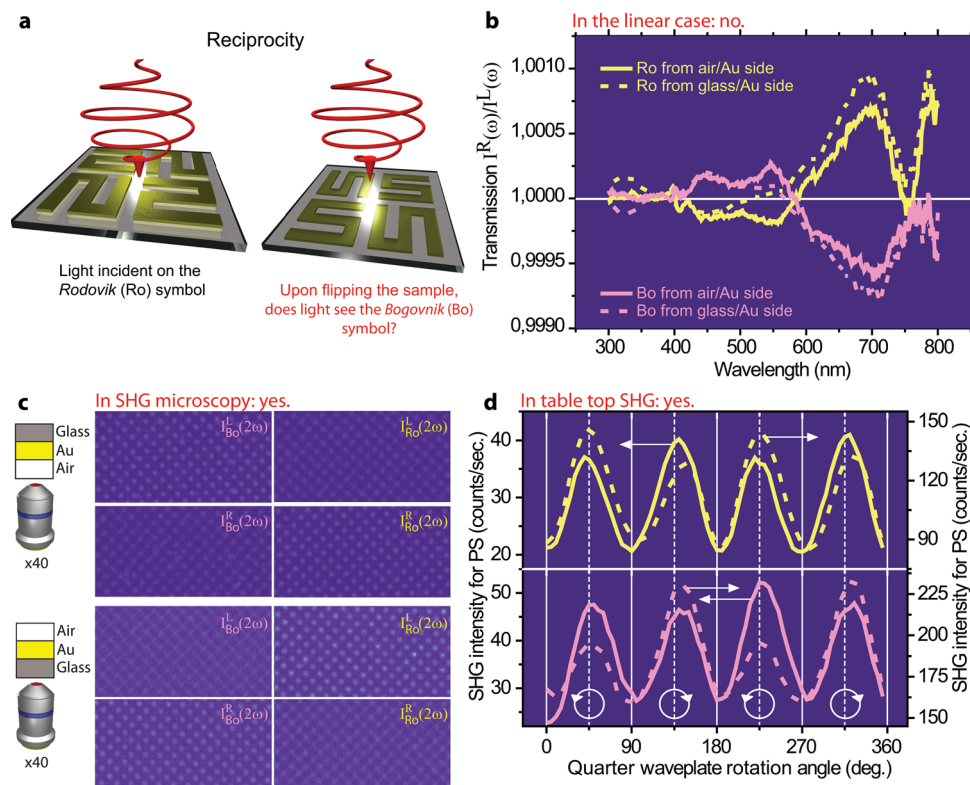 a
Reciprocity
Light incident on the
Rodovik (Ro) symbol
Upon flipping the sample,
does light see the Bogovnik (Bo)
symbol?
b
In the linear case: no.
Transmission I^R(ω)/I^L(ω)
1,0010
1,0005
1,0000
0,9995
0,9990
Ro from air/Au side
Ro from glass/Au side
Bo from air/Au side
Bo from glass/Au side
300 400 500 600 700 800
Wavelength (nm)
c
In SHG microscopy: yes.
Glass
Au
Air
x40
I^L_Bo(2ω)
I^L_Ro(2ω)
I^R_Bo(2ω)
I^R_Ro(2ω)
Air
Au
Glass
x40
I^L_Bo(2ω)
I^L_Ro(2ω)
I^R_Bo(2ω)
I^R_Ro(2ω)
d
In table top SHG: yes.
SHG intensity for PS (counts/sec.)
40
30
20
50
40
30
150
120
90
225
200
175
150
SHG intensity for PS (counts/sec.)
0 90 180 270 360
Quarter waveplate rotation angle (deg.)